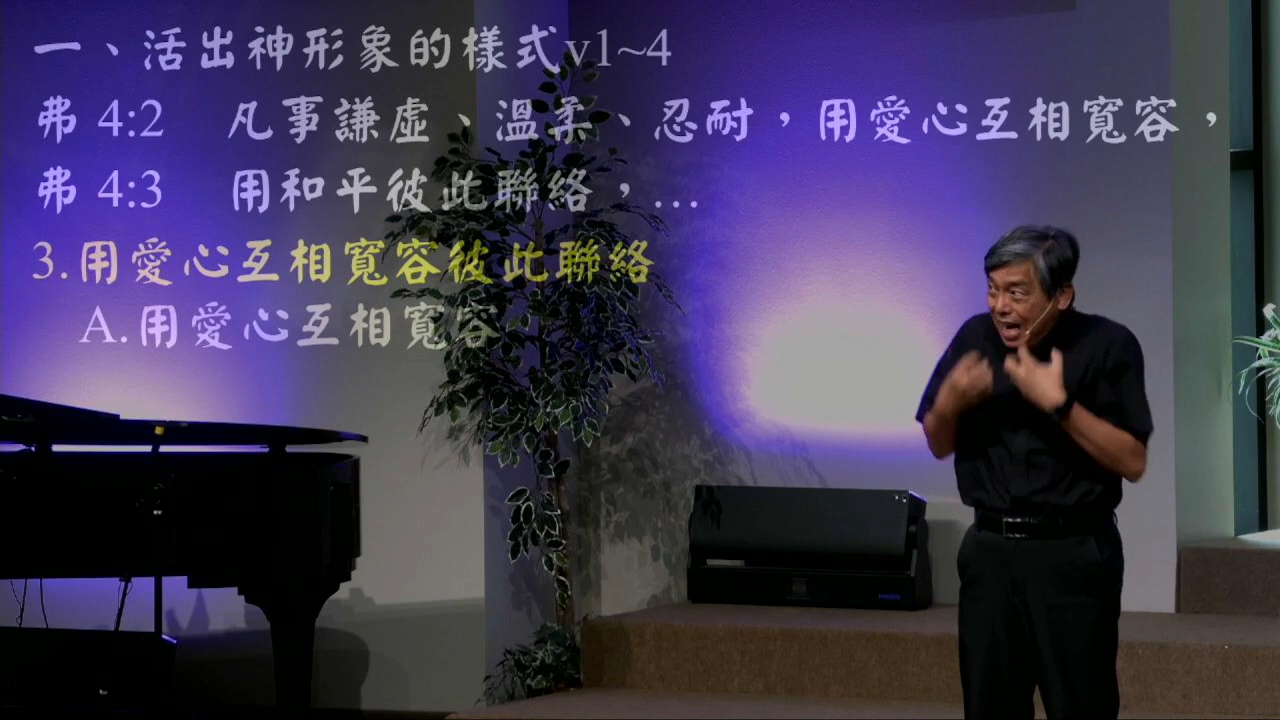 一、活出神形象的樣式v1~4
弗 4:2 凡事謙虛、溫柔、忍耐，用愛心互相寬容，
弗 4:3 用和平彼此聯絡，...
3.用愛心互相寬容彼此聯絡
A.用愛心互相寬容